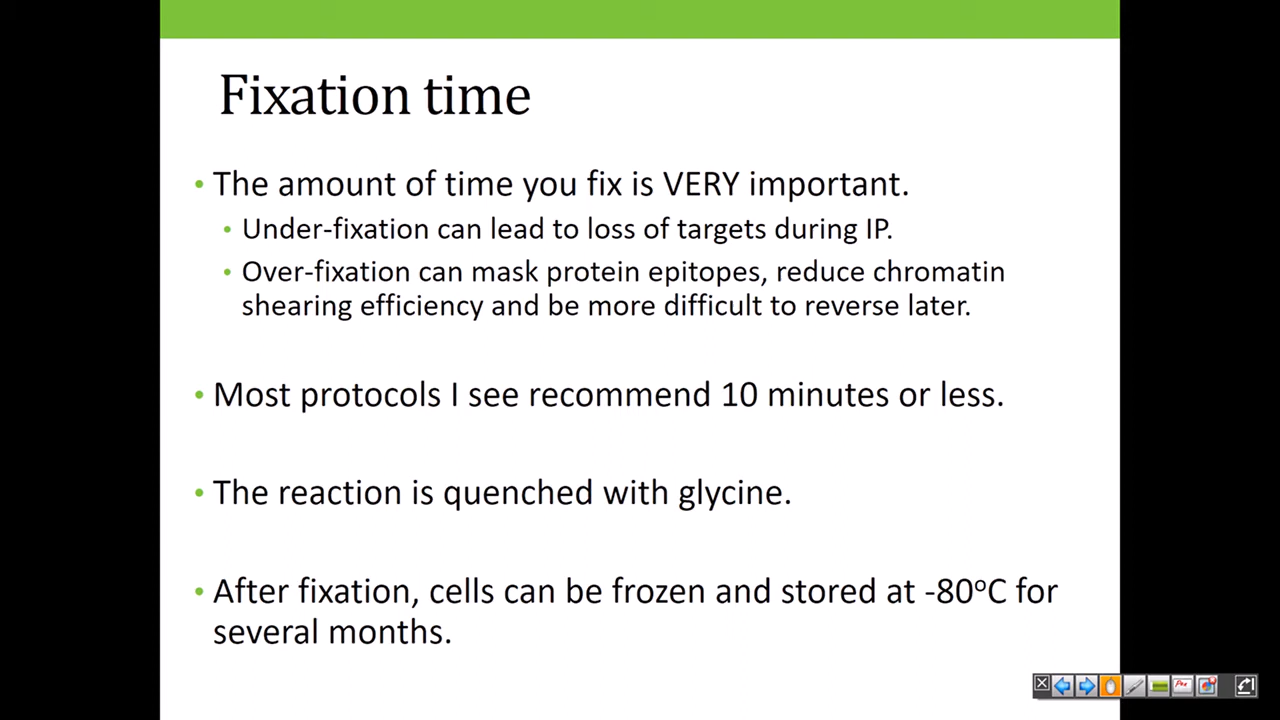 Fixation time
• The amount of time you fix is VERY important.
• Under-fixation can lead to loss of targets during IP.
• Over-fixation can mask protein epitopes, reduce chromatin
shearing efficiency and be more difficult to reverse later.
• Most protocols I see recommend 10 minutes or less.
• The reaction is quenched with glycine.
• After fixation, cells can be frozen and stored at -80ºC for
several months.